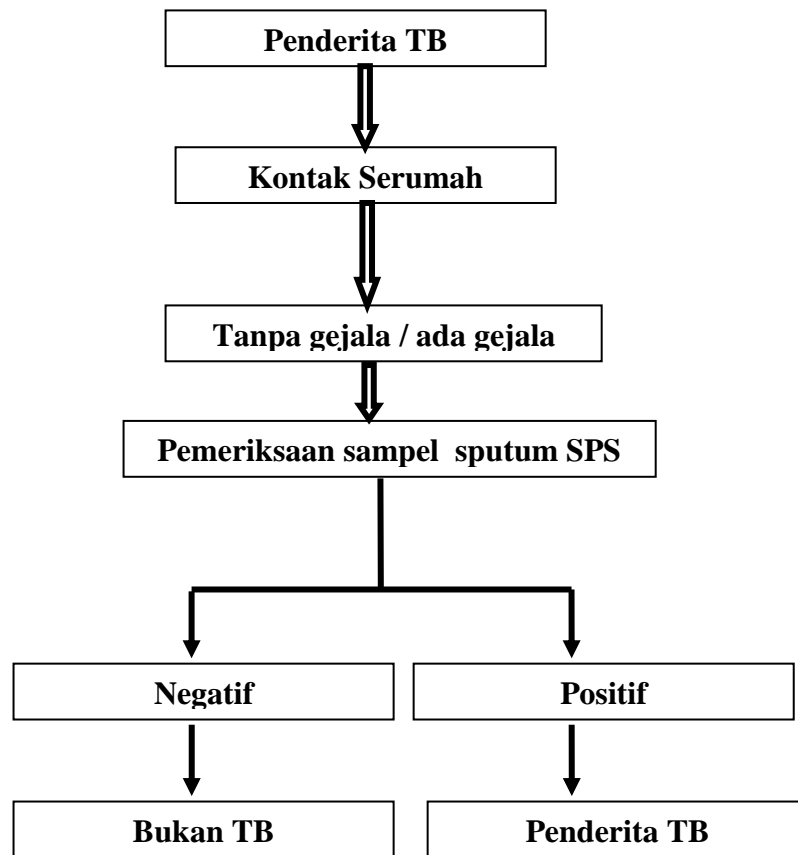 Penderita TB
Kontak Serumah
Tanpa gejala / ada gejala
Pemeriksaan sampel sputum SPS
Negatif
Positif
Bukan TB
Penderita TB